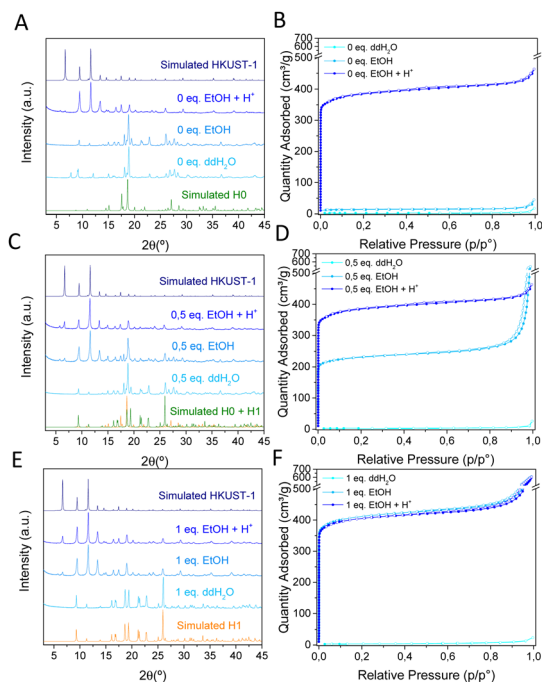 A
Intensity (a.u.)
Simulated HKUST-1
0 eq. EtOH + H⁺
0 eq. EtOH
0 eq. ddH₂O
Simulated H0
5 10 15 20 25 30 35 40 45
2θ(º)
B
Quantity Adsorbed (cm³/g)
700
600
500
400
300
200
100
0
0 eq. ddH₂O
0 eq. EtOH
0 eq. EtOH + H⁺
0,0 0,2 0,4 0,6 0,8 1,0
Relative Pressure (p/p°)
C
Intensity (a.u.)
Simulated HKUST-1
0,5 eq. EtOH + H⁺
0,5 eq. EtOH
0,5 eq. ddH₂O
Simulated H0 + H1
5 10 15 20 25 30 35 40 45
2θ(º)
D
Quantity Adsorbed (cm³/g)
700
600
500
400
300
200
100
0
0,5 eq. ddH₂O
0,5 eq. EtOH
0,5 eq. EtOH + H⁺
0,0 0,2 0,4 0,6 0,8 1,0
Relative Pressure (p/p°)
E
Intensity (a.u.)
Simulated HKUST-1
1 eq. EtOH + H⁺
1 eq. EtOH
1 eq. ddH₂O
Simulated H1
5 10 15 20 25 30 35 40 45
2θ(º)
F
Quantity Adsorbed (cm³/g)
700
600
500
400
300
200
100
0
1 eq. ddH₂O
1 eq. EtOH
1 eq. EtOH + H⁺
0,0 0,2 0,4 0,6 0,8 1,0
Relative Pressure (p/p°)